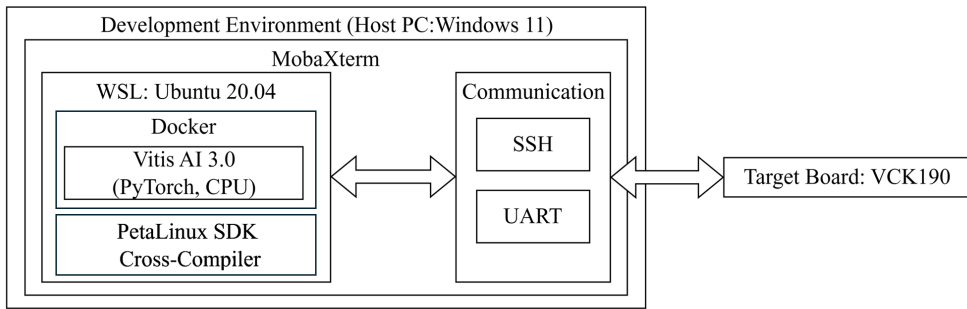 Development Environment (Host PC:Windows 11)
MobaXterm
WSL: Ubuntu 20.04
Docker
Vitis AI 3.0
(PyTorch, CPU)
PetaLinux SDK
Cross-Compiler
Communication
SSH
UART
Target Board: VCK190